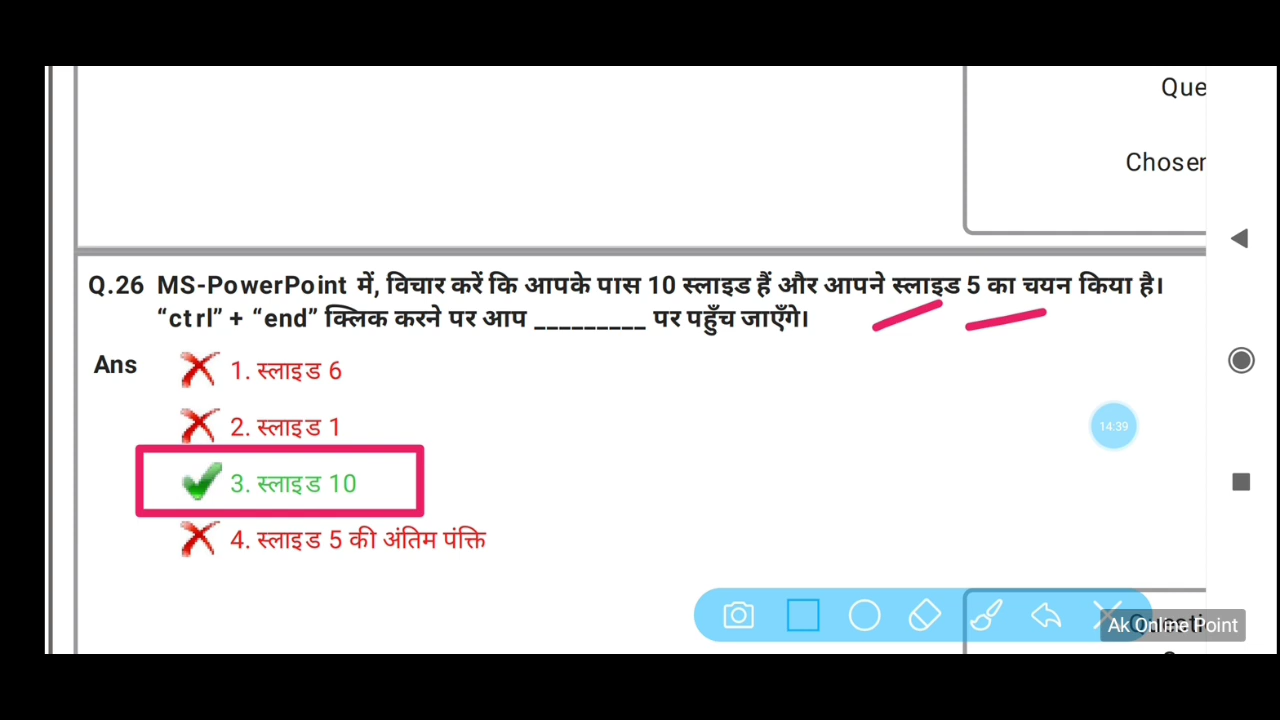 Que
Chosen
Q.26 MS-PowerPoint में, विचार करें कि आपके पास 10 स्लाइड हैं और आपने स्लाइड 5 का चयन किया है।
“ctrl” + “end” क्लिक करने पर आप _________ पर पहुँच जाएँगे।
Ans
1. स्लाइड 6
2. स्लाइड 1
14:39
3. स्लाइड 10
4. स्लाइड 5 की अंतिम पंक्ति
Ak Online Point